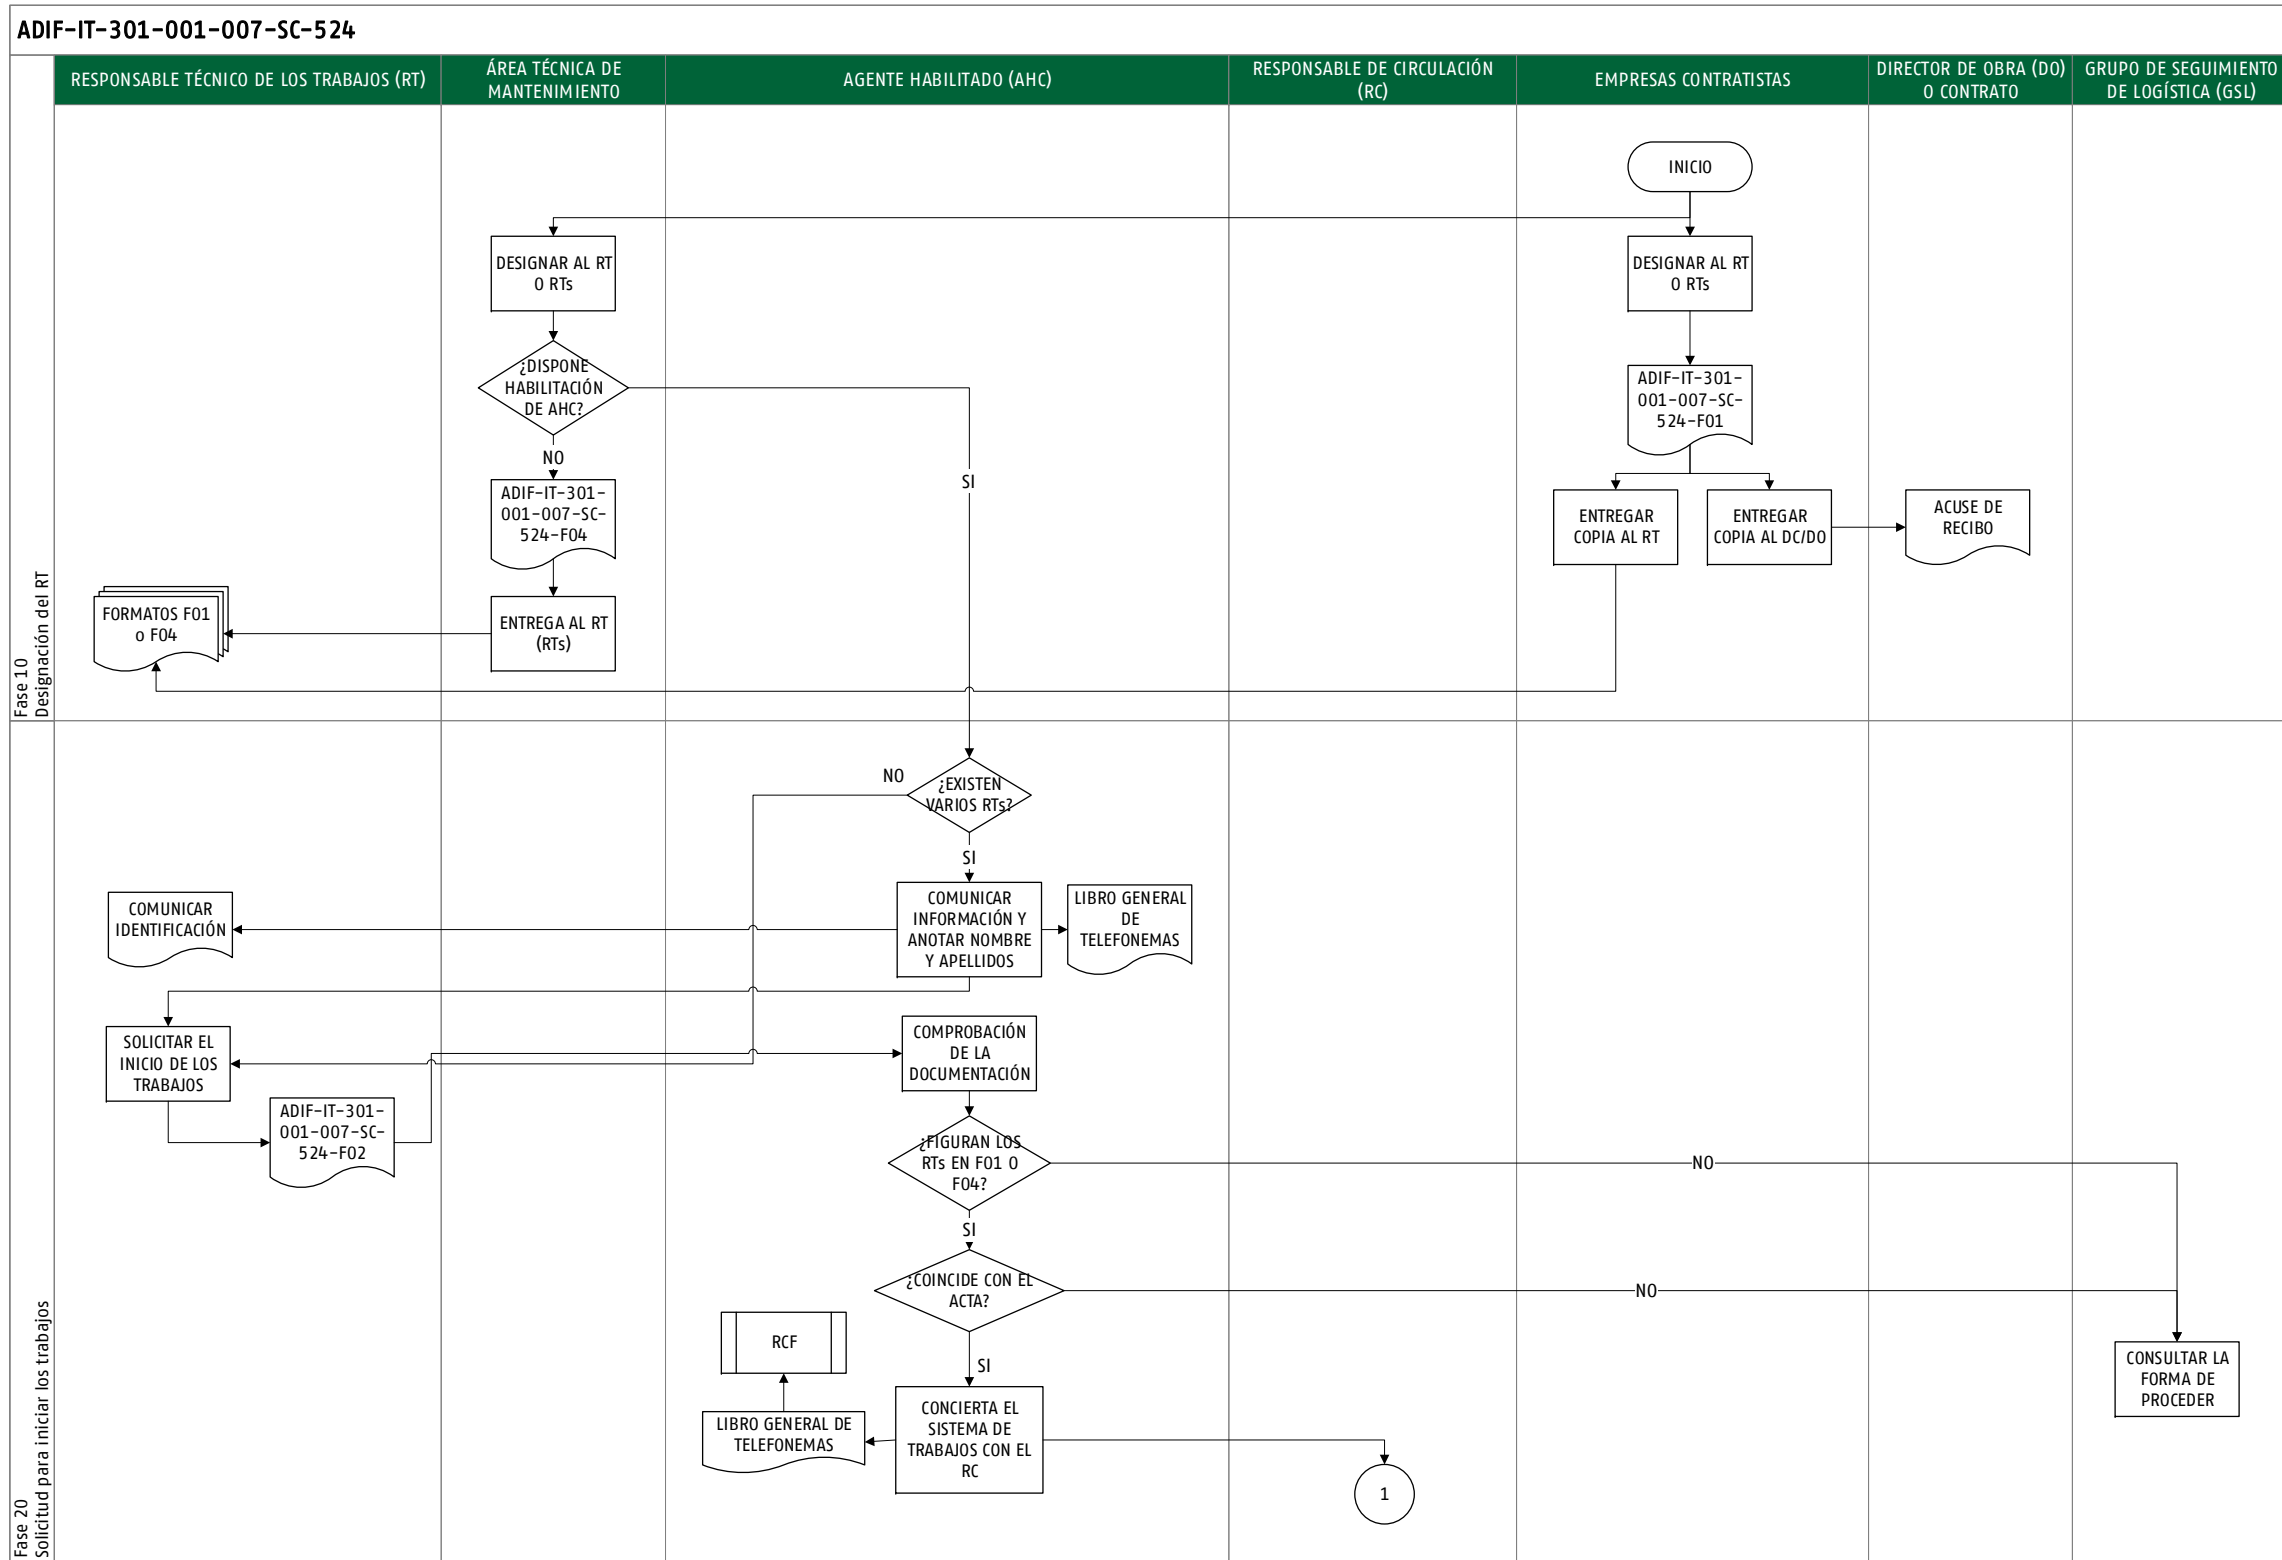 ADIF-IT-301-001-007-SC-524
RESPONSABLE TÉCNICO DE LOS TRABAJOS (RT)
ÁREA TÉCNICA DE
MANTENIMIENTO
AGENTE HABILITADO (AHC)
RESPONSABLE DE CIRCULACIÓN
(RC)
EMPRESAS CONTRATISTAS
DIRECTOR DE OBRA (DO)
O CONTRATO
GRUPO DE SEGUIMIENTO
DE LOGÍSTICA (GSL)
Fase 10
Designación del RT
INICIO
DESIGNAR AL RT
O RTs
DESIGNAR AL RT
O RTs
¿DISPONE
HABILITACIÓN
DE AHC?
NO
SI
ADIF-IT-301-
001-007-SC-
524-F01
ADIF-IT-301-
001-007-SC-
524-F04
ENTREGAR
COPIA AL RT
ENTREGAR
COPIA AL DC/DO
ACUSE DE
RECIBO
FORMATOS F01
o F04
ENTREGA AL RT
(RTs)
Fase 20
Solicitud para iniciar los trabajos
¿EXISTEN
VARIOS RTs?
NO
SI
COMUNICAR
IDENTIFICACIÓN
COMUNICAR
INFORMACIÓN Y
ANOTAR NOMBRE
Y APELLIDOS
LIBRO GENERAL
DE
TELEFONEMAS
SOLICITAR EL
INICIO DE LOS
TRABAJOS
COMPROBACIÓN
DE LA
DOCUMENTACIÓN
ADIF-IT-301-
001-007-SC-
524-F02
¿FIGURAN LOS
RTs EN F01 O
F04?
NO
SI
¿COINCIDE CON EL
ACTA?
NO
SI
RCF
LIBRO GENERAL DE
TELEFONEMAS
CONCIERTA EL
SISTEMA DE
TRABAJOS CON EL
RC
1
CONSULTAR LA
FORMA DE
PROCEDER